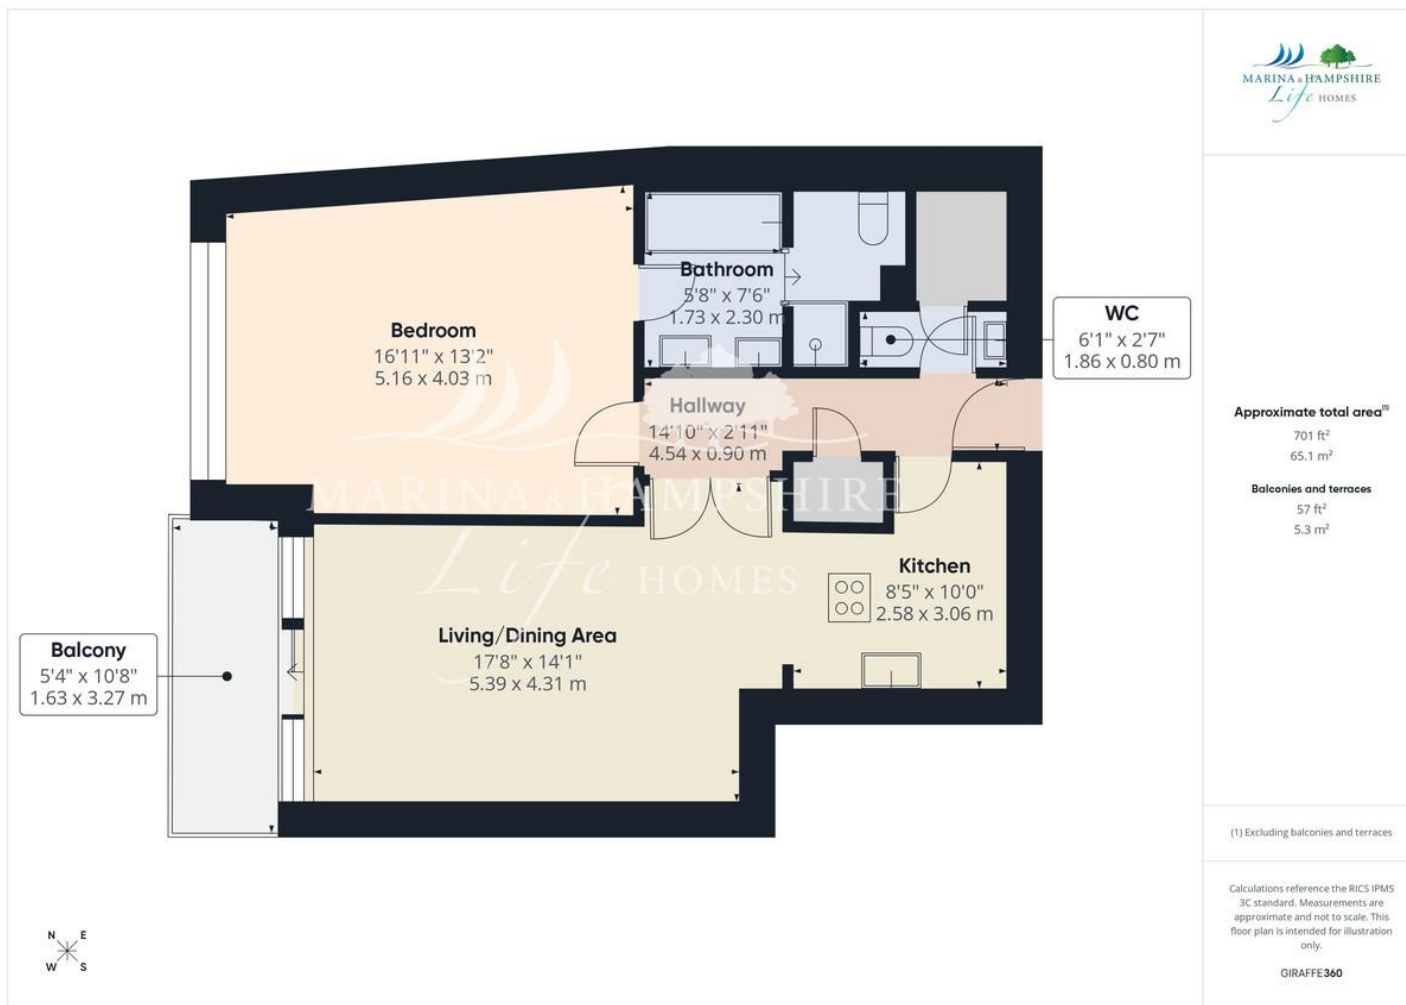 MARINA & HAMPSHIRE
Life HOMES
Bathroom
5'8" x 7'6"
1.73 x 2.30 m
Bedroom
16'11" x 13'2"
5.16 x 4.03 m
WC
6'1" x 2'7"
1.86 x 0.80 m
Hallway
14'10" x 2'11"
4.54 x 0.90 m
MARINA & HAMPSHIRE
Life HOMES
Kitchen
8'5" x 10'0"
2.58 x 3.06 m
Living/Dining Area
17'8" x 14'1"
5.39 x 4.31 m
Balcony
5'4" x 10'8"
1.63 x 3.27 m
N E
W S
Approximate total area(1)
701 ft²
65.1 m²
Balconies and terraces
57 ft²
5.3 m²
(1) Excluding balconies and terraces
Calculations reference the RICS IPMS
3C standard. Measurements are
approximate and not to scale. This
floor plan is intended for illustration
only.
GIRAFFE360